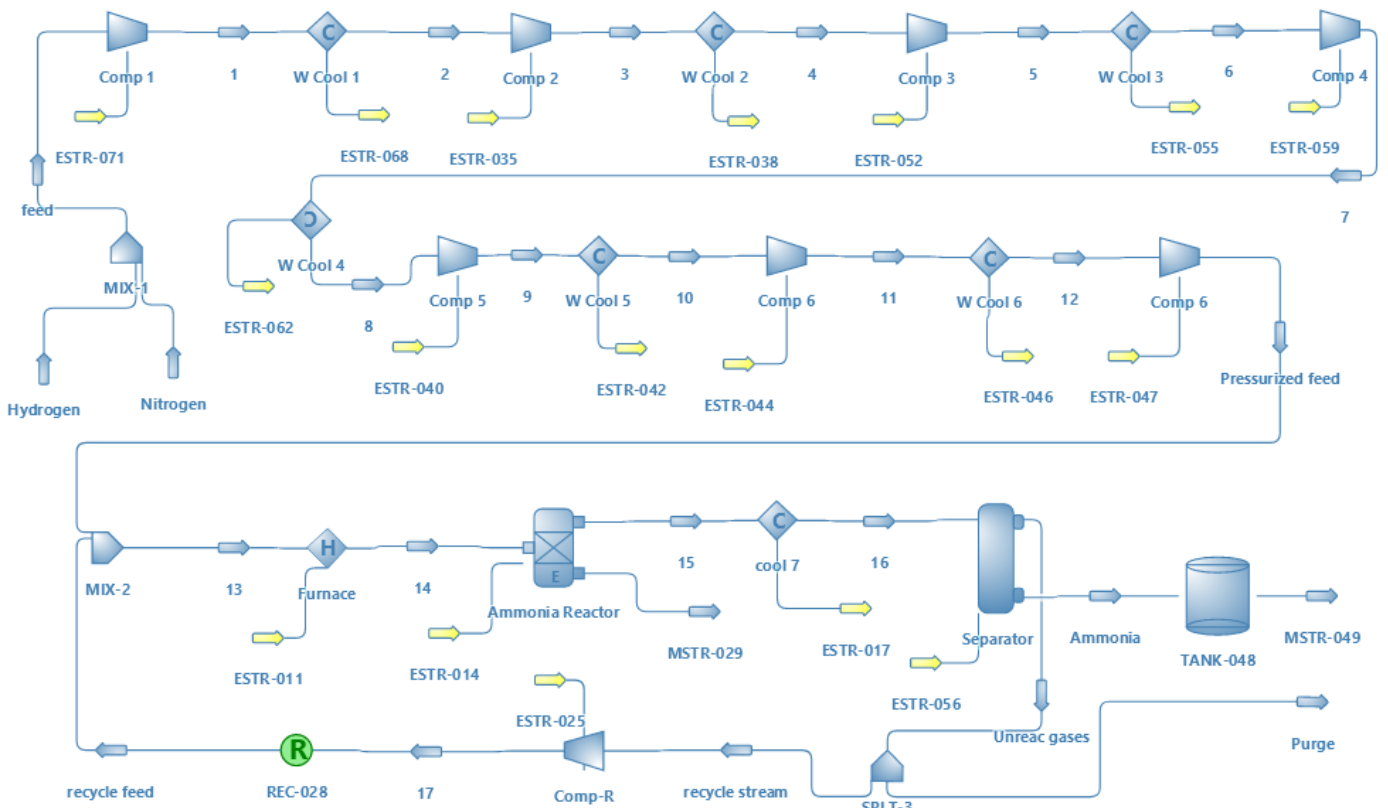 Comp 1
1
W Cool 1
2
Comp 2
3
W Cool 2
4
Comp 3
5
W Cool 3
6
Comp 4
ESTR-071
ESTR-068
ESTR-035
ESTR-038
ESTR-052
ESTR-055
ESTR-059
C
C
C
feed
7
C
MIX-1
W Cool 4
ESTR-062
8
Comp 5
9
C
W Cool 5
10
Comp 6
11
C
W Cool 6
12
Comp 6
Hydrogen
Nitrogen
ESTR-040
ESTR-042
ESTR-044
ESTR-046
ESTR-047
Pressurized feed
MIX-2
13
H
Furnace
14
E
Ammonia Reactor
15
C
cool 7
16
Separator
Ammonia
TANK-048
MSTR-049
ESTR-011
ESTR-014
MSTR-029
ESTR-017
ESTR-056
ESTR-025
Unreac gases
Purge
recycle feed
R
REC-028
17
Comp-R
recycle stream
SPLT-3